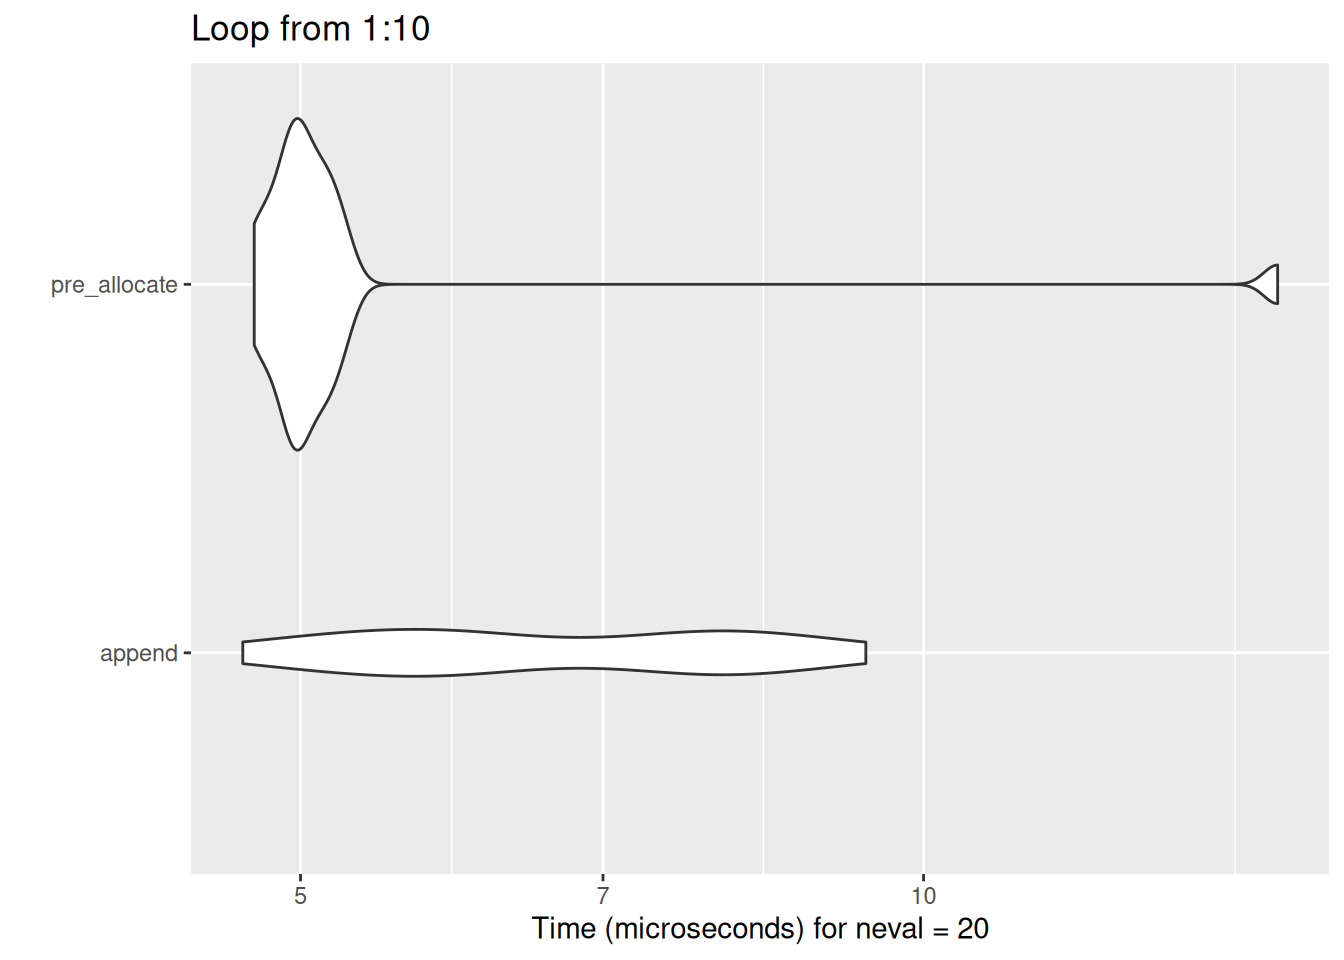 Loop from 1:10
pre_allocate
append
5 7 10
Time (microseconds) for neval = 20